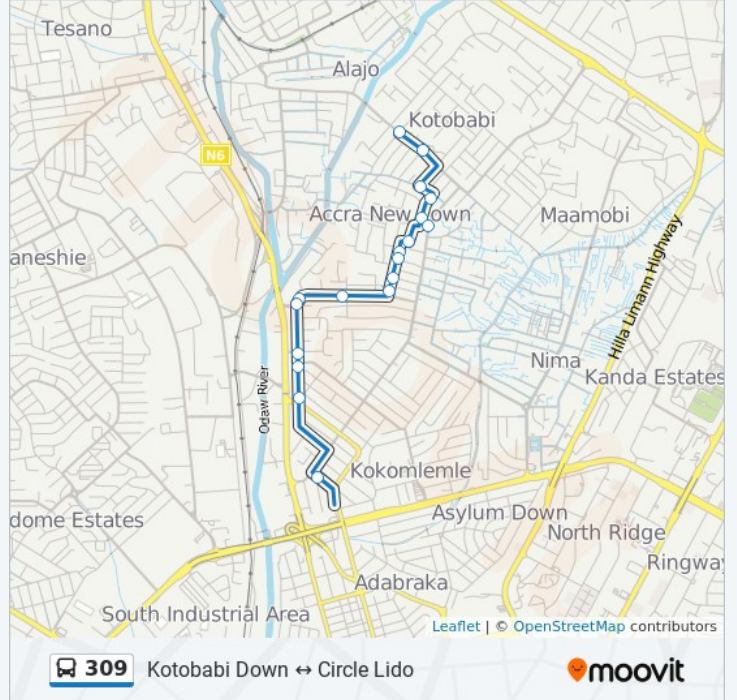 Tesano
Alajo
Kotobabi
N6
Accra New Town
Maamobi
aneshie
Hilla Limann Highway
Nima
Kanda Estates
Odaw River
Kokomlemle
dome Estates
Asylum Down
North Ridge
Ringway
Adabraka
South Industrial Area
Leaflet | © OpenStreetMap contributors
309 Kotobabi Down ↔ Circle Lido
moovit